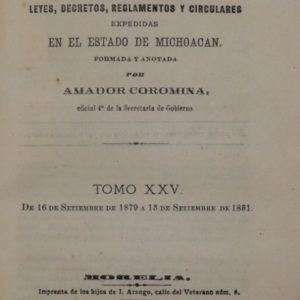 LEYES, DECRETOS, REGLAMENTOS Y CIRCULARES
EXPEDIDAS
EN EL ESTADO DE MICHOACAN,
FORMADA Y ANOTADA
POR
AMADOR COROMINA,
oficial 4º de la Secretaría de Gobierno
TOMO XXV.
De 16 de Setiembre de 1879 a 15 de Setiembre de 1881.
MORELIA.
Imprenta de los hijos de I. Arango, calle del Veterano núm. 6.